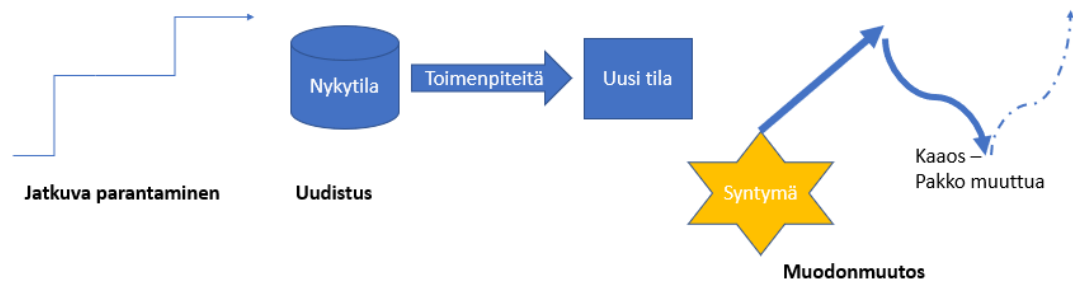 Nykytila
Toimenpiteitä
Uusi tila
Syntymä
Kaaos –
Pakko muuttua
Jatkuva parantaminen
Uudistus
Muodonmuutos